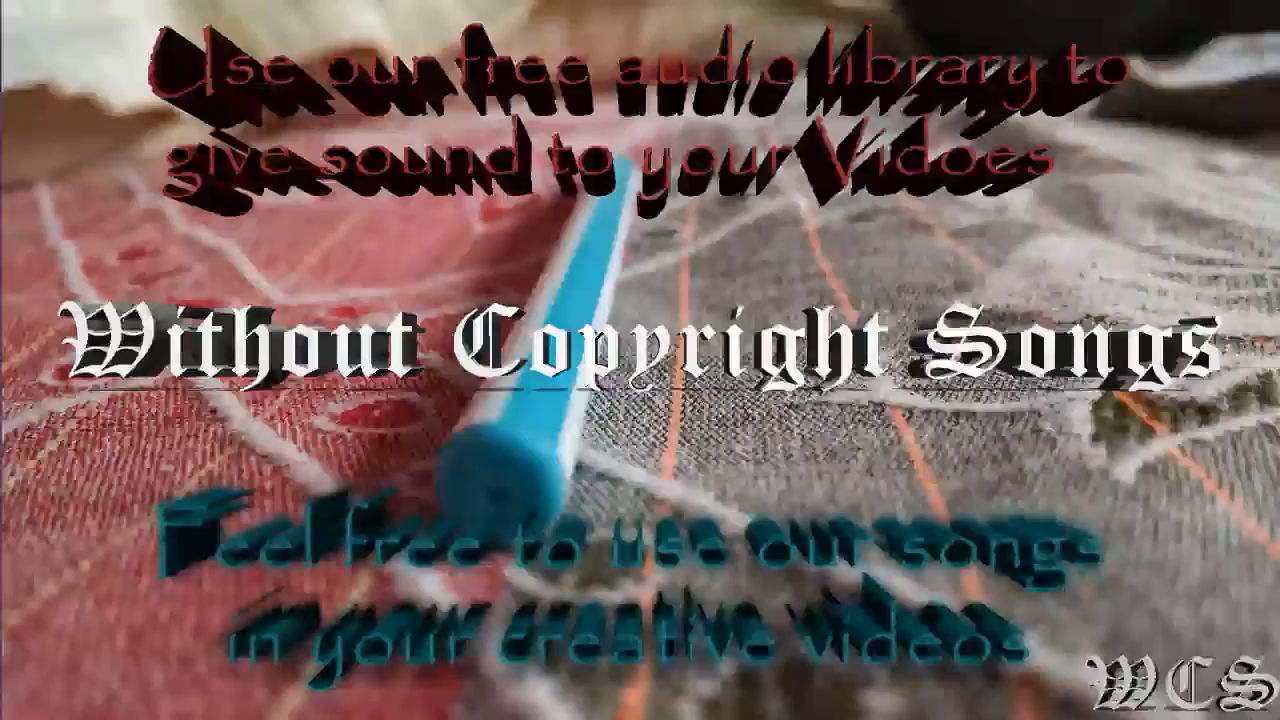 Use our free audio library to
give sound to your Vidoes
Without Copyright Songs
Feel free to use our songs
in your creative videos
WCS